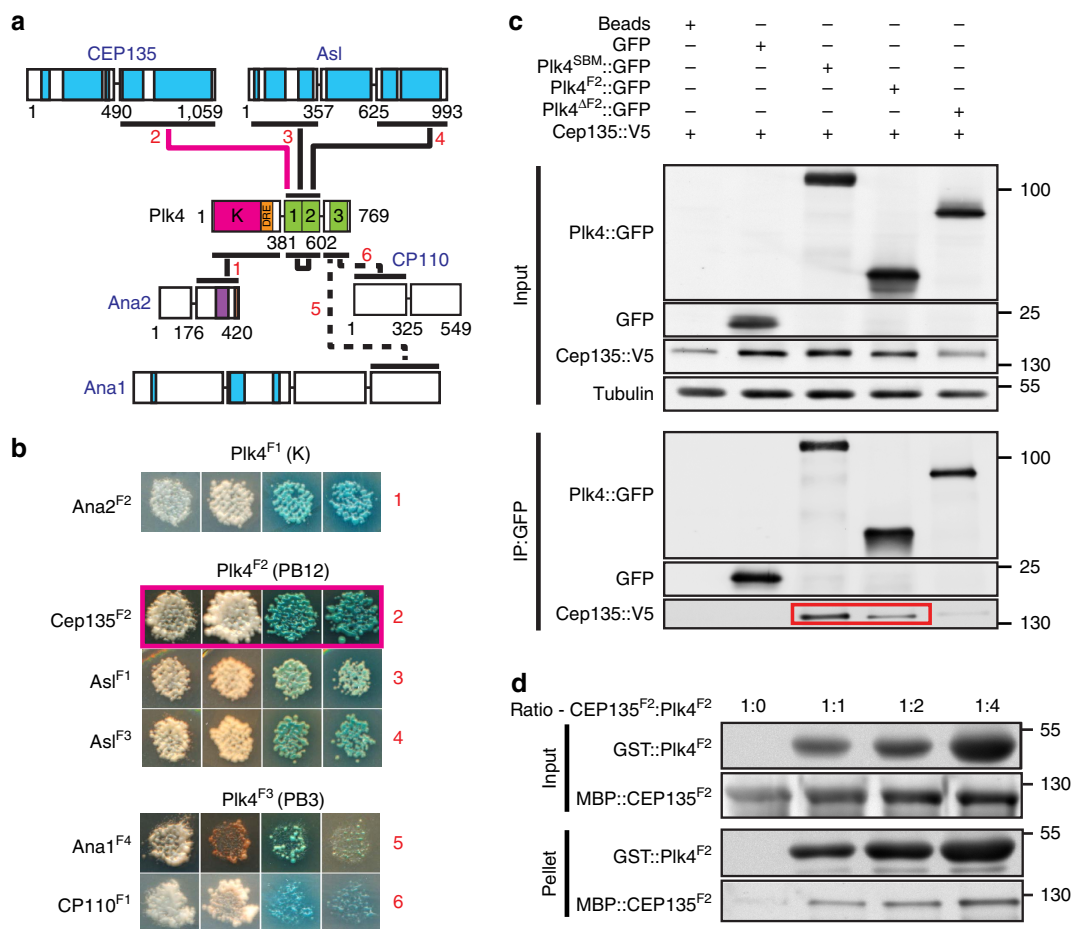 a
CEP135
Asl
1 490 1,059
1 357 625 993
2 3 4
Plk4 1 K DRE 1 2 3 769
381 602
1 6 CP110
Ana2
5
1 176 420
1 325 549
Ana1
b
Plk4F1 (K)
Ana2F2 1
Plk4F2 (PB12)
Cep135F2 2
AslF1 3
AslF3 4
Plk4F3 (PB3)
Ana1F4 5
CP110F1 6
c
Beads + – – – –
GFP – + – – –
Plk4SBM::GFP – – + – –
Plk4F2::GFP – – – + –
Plk4ΔF2::GFP – – – – +
Cep135::V5 + + + + +
Input
Plk4::GFP 100
GFP 25
Cep135::V5 130
Tubulin 55
IP:GFP
Plk4::GFP 100
GFP 25
Cep135::V5 130
d
Ratio - CEP135F2:Plk4F2 1:0 1:1 1:2 1:4
Input
GST::Plk4F2 55
MBP::CEP135F2 130
Pellet
GST::Plk4F2 55
MBP::CEP135F2 130